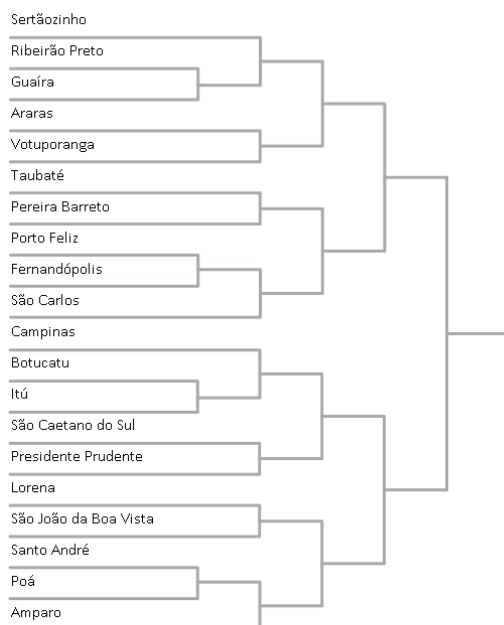 Sertãozinho
Ribeirão Preto
Guaíra
Araras
Votuporanga
Taubaté
Pereira Barreto
Porto Feliz
Fernandópolis
São Carlos
Campinas
Botucatu
Itú
São Caetano do Sul
Presidente Prudente
Lorena
São João da Boa Vista
Santo André
Poá
Amparo